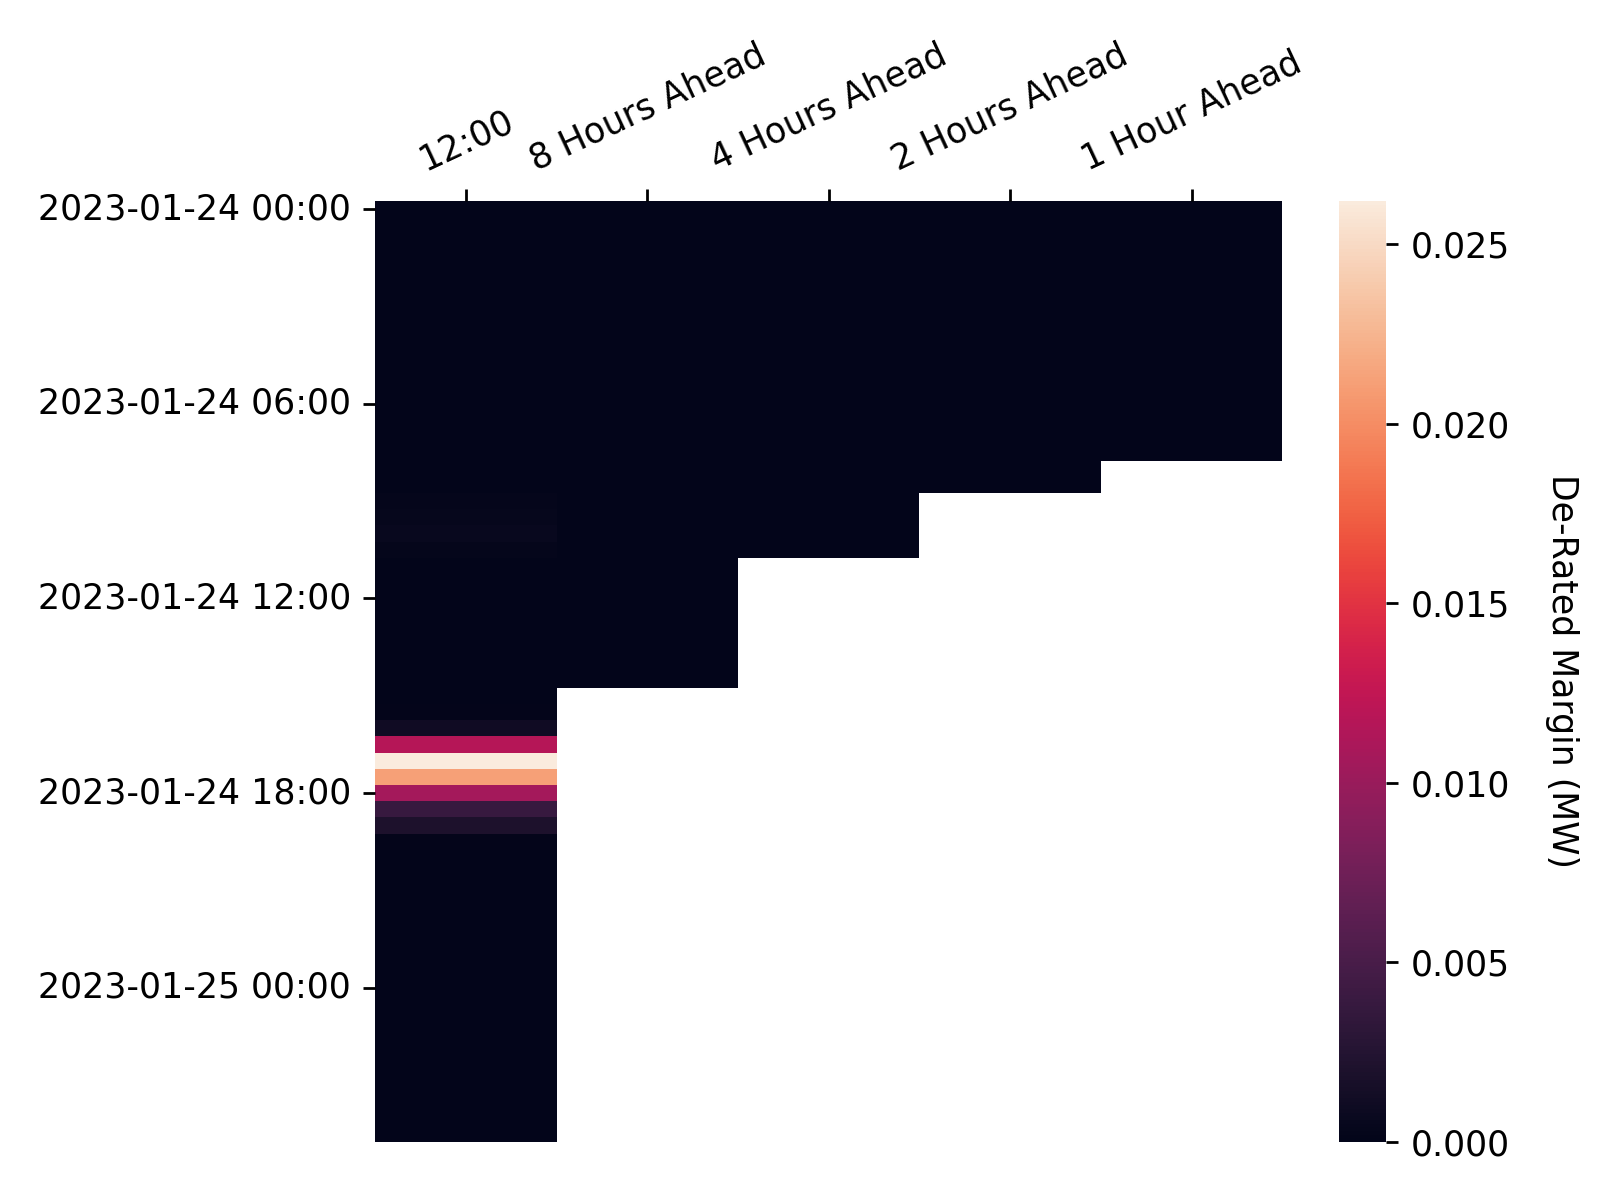 12:00
8 Hours Ahead
4 Hours Ahead
2 Hours Ahead
1 Hour Ahead
2023-01-24 00:00
2023-01-24 06:00
2023-01-24 12:00
2023-01-24 18:00
2023-01-25 00:00
0.025
0.020
0.015
0.010
0.005
0.000
De-Rated Margin (MW)